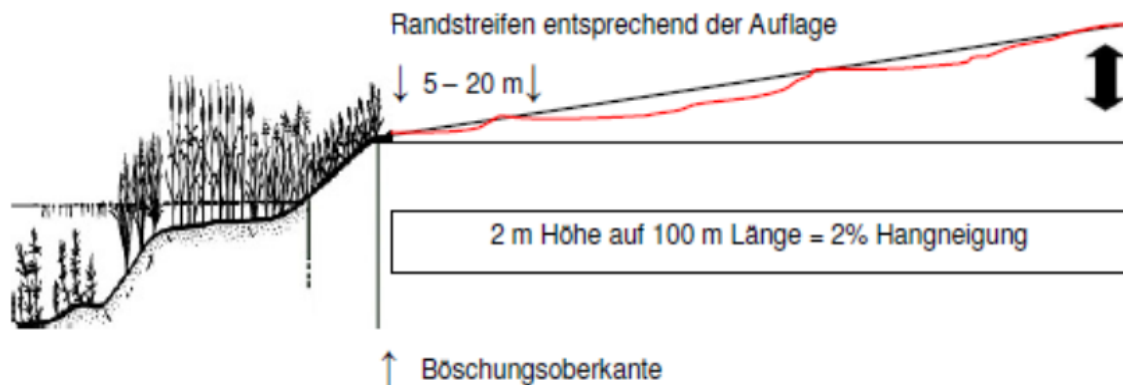 Randstreifen entsprechend der Auflage
↓ 5 – 20 m ↓
2 m Höhe auf 100 m Länge = 2% Hangneigung
↑ Böschungsoberkante